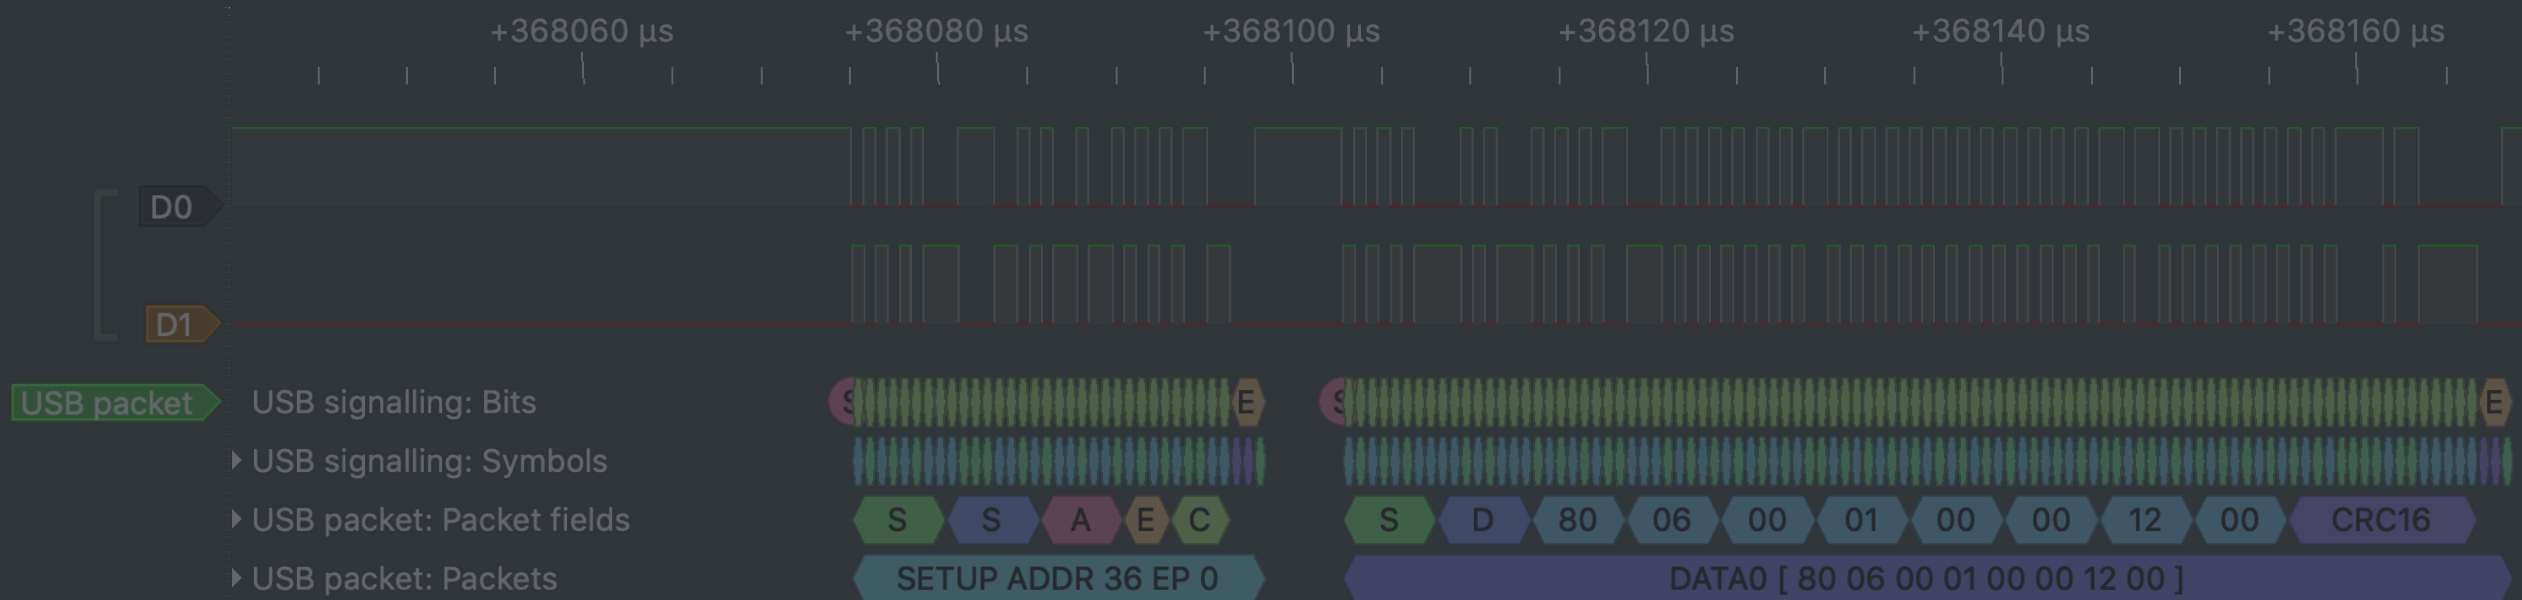 +368060 µs +368080 µs +368100 µs +368120 µs +368140 µs +368160 µs
D0
D1
USB packet USB signalling: Bits S E S E
USB signalling: Symbols
USB packet: Packet fields S S A E C S D 80 06 00 01 00 00 12 00 CRC16
USB packet: Packets SETUP ADDR 36 EP 0 DATA0 [ 80 06 00 01 00 00 12 00 ]